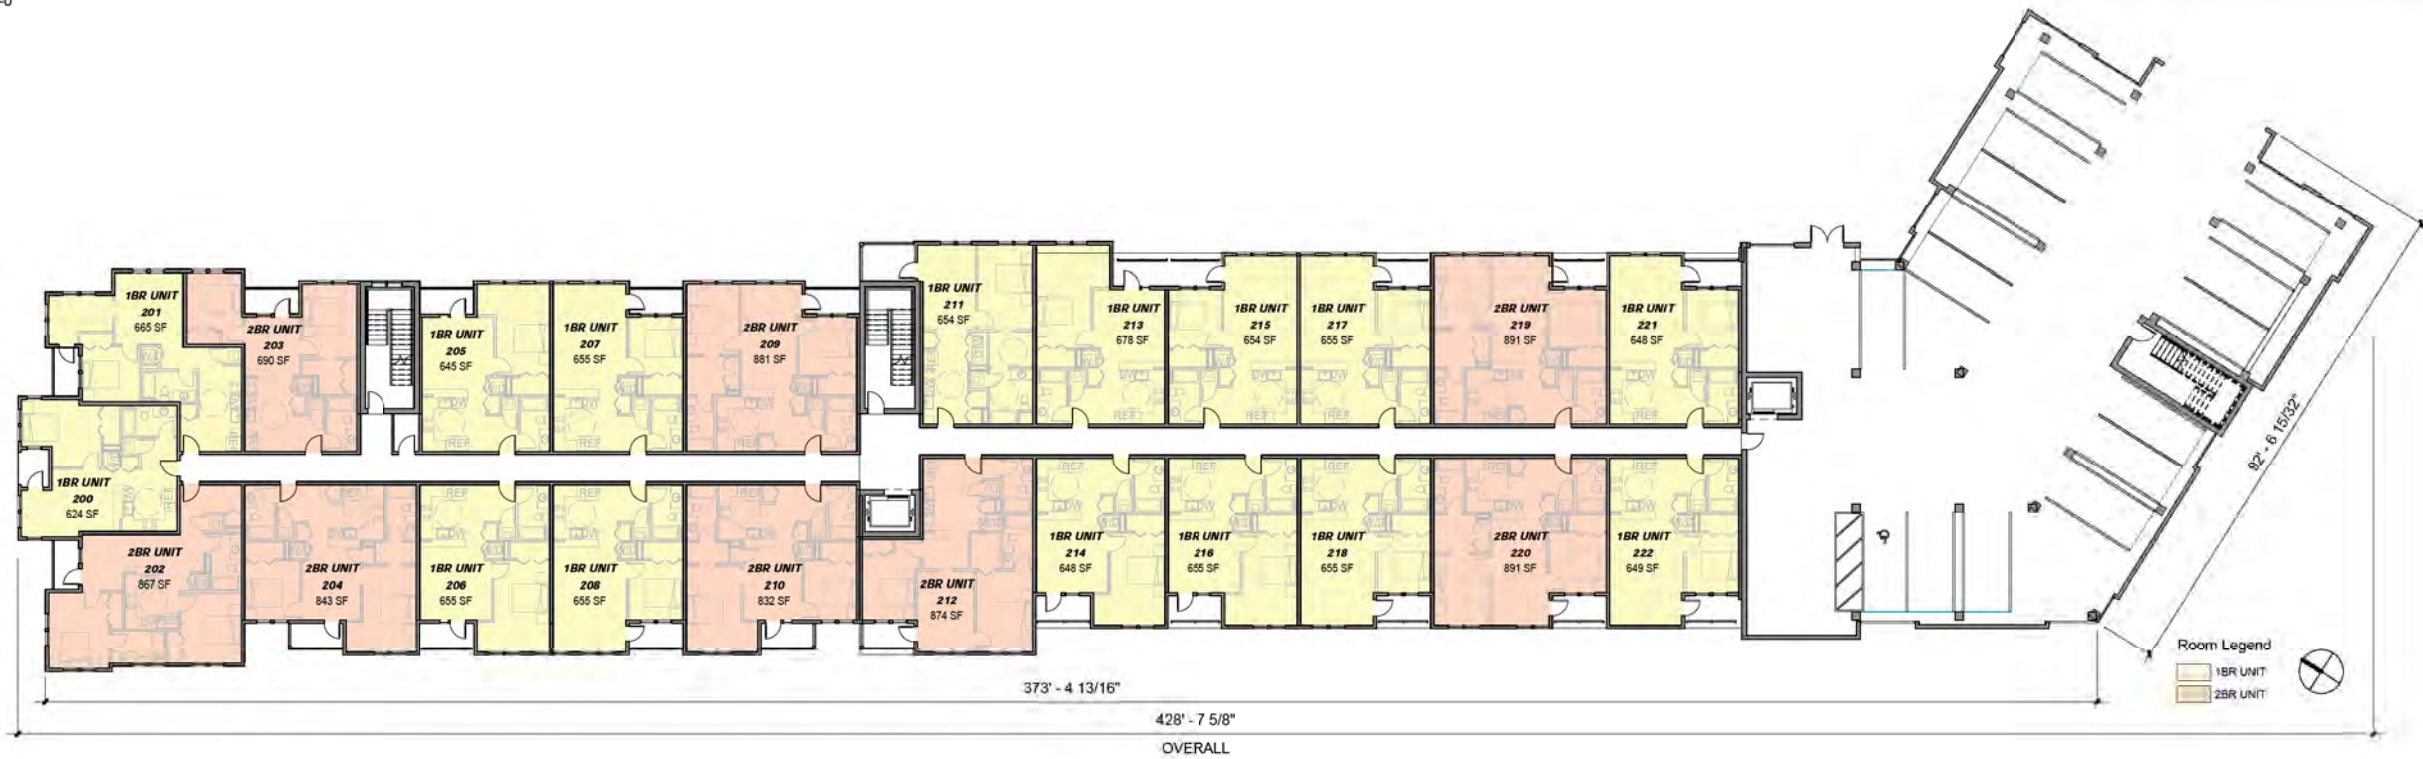 1BR UNIT
201
665 SF
2BR UNIT
203
690 SF
1BR UNIT
205
645 SF
1BR UNIT
207
655 SF
2BR UNIT
209
881 SF
1BR UNIT
211
654 SF
1BR UNIT
213
678 SF
1BR UNIT
215
654 SF
1BR UNIT
217
655 SF
2BR UNIT
219
891 SF
1BR UNIT
221
648 SF
1BR UNIT
200
624 SF
2BR UNIT
202
867 SF
2BR UNIT
204
843 SF
1BR UNIT
206
655 SF
1BR UNIT
208
655 SF
2BR UNIT
210
832 SF
2BR UNIT
212
874 SF
1BR UNIT
214
648 SF
1BR UNIT
216
655 SF
1BR UNIT
218
655 SF
2BR UNIT
220
891 SF
1BR UNIT
222
649 SF
92' - 6 15/32"
Room Legend
1BR UNIT
2BR UNIT
373' - 4 13/16"
428' - 7 5/8"
OVERALL